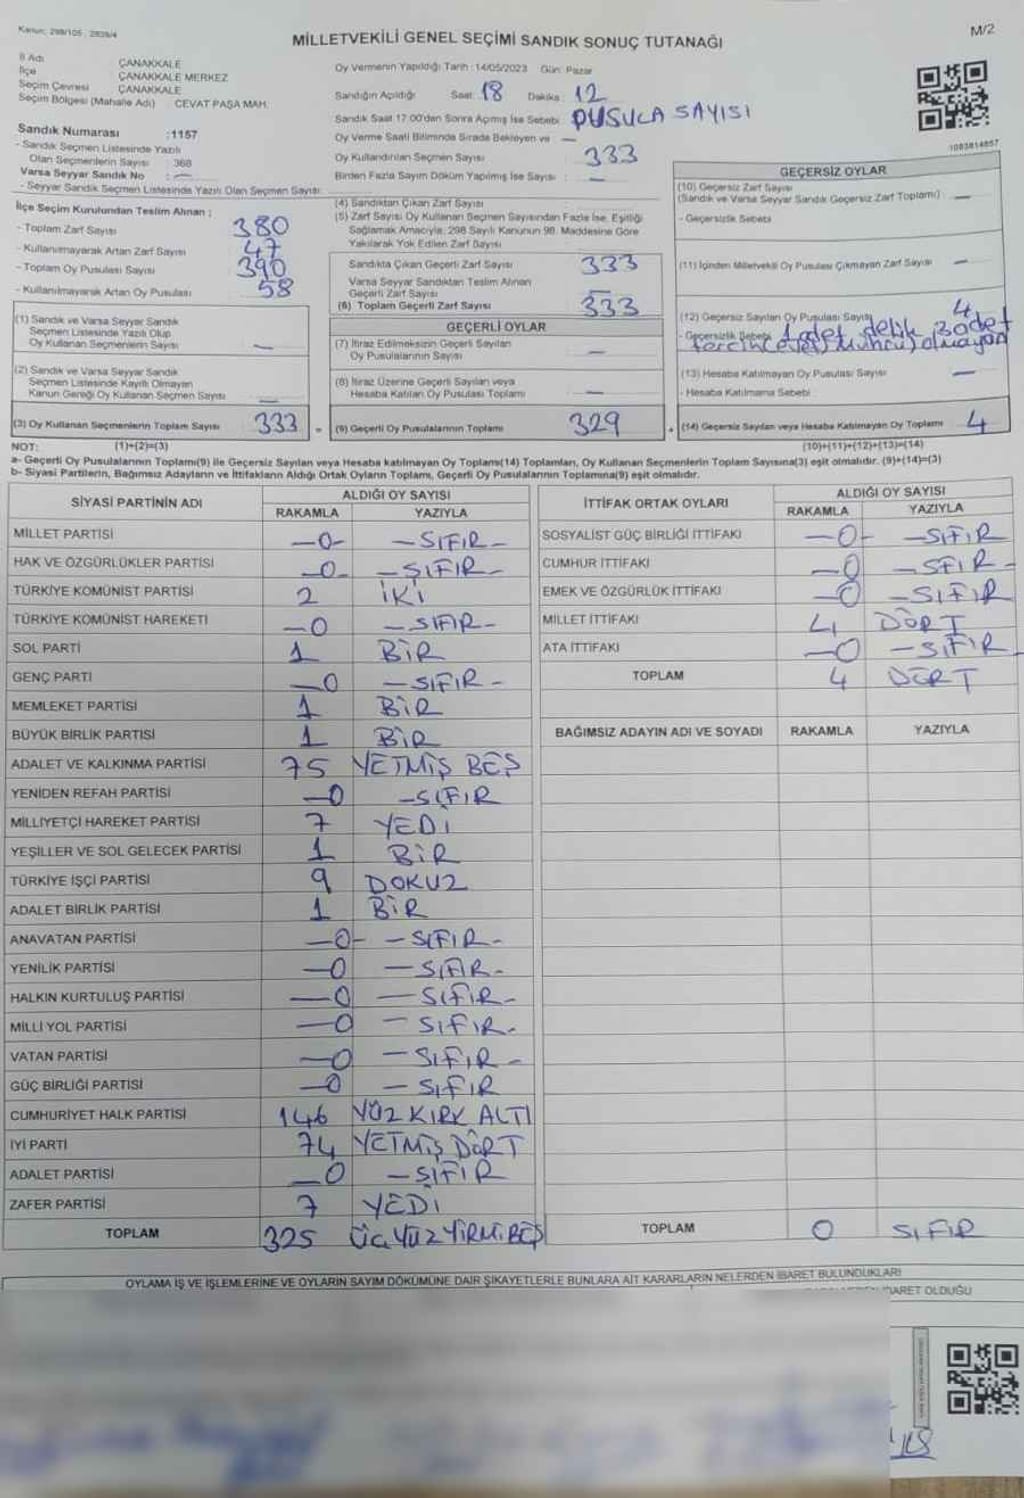 Kanun: 298/105, 2839/4
M/2
MİLLETVEKİLİ GENEL SEÇİMİ SANDIK SONUÇ TUTANAĞI
İl Adı ÇANAKKALE
İlçe ÇANAKKALE MERKEZ
Seçim Çevresi ÇANAKKALE
Seçim Bölgesi (Mahalle Adı) CEVAT PAŞA MAH.
Sandık Numarası :1157
- Sandık Seçmen Listesinde Yazılı
Olan Seçmenlerin Sayısı : 368
Varsa Seyyar Sandık No : —
- Seyyar Sandık Seçmen Listesinde Yazılı Olan Seçmen Sayısı:
Oy Vermenin Yapıldığı Tarih : 14/05/2023 Gün: Pazar
Sandığın Açıldığı Saat: 18 Dakika: 12
Sandık Saat 17:00'den Sonra Açılmış İse Sebebi: PUSULA SAYISI
Oy Verme Saati Bitiminde Sırada Bekleyen ve —
Oy Kullandırılan Seçmen Sayısı : 333
Birden Fazla Sayım Döküm Yapılmış İse Sayısı : —
1083814857
İlçe Seçim Kurulundan Teslim Alınan :
- Toplam Zarf Sayısı 380
- Kullanılmayarak Artan Zarf Sayısı 47
- Toplam Oy Pusulası Sayısı 390
- Kullanılmayarak Artan Oy Pusulası 58
(1) Sandık ve Varsa Seyyar Sandık
Seçmen Listesinde Yazılı Olup
Oy Kullanan Seçmenlerin Sayısı —
(2) Sandık ve Varsa Seyyar Sandık
Seçmen Listesinde Kayıtlı Olmayan
Kanun Gereği Oy Kullanan Seçmen Sayısı —
(3) Oy Kullanan Seçmenlerin Toplam Sayısı 333
(4) Sandıktan Çıkan Zarf Sayısı
(5) Zarf Sayısı Oy Kullanan Seçmen Sayısından Fazla İse, Eşitliği
Sağlamak Amacıyla, 298 Sayılı Kanunun 98. Maddesine Göre
Yakılarak Yok Edilen Zarf Sayısı
Sandıkta Çıkan Geçerli Zarf Sayısı 333
Varsa Seyyar Sandıktan Teslim Alınan
Geçerli Zarf Sayısı —
(6) Toplam Geçerli Zarf Sayısı 333
GEÇERLİ OYLAR
(7) İtiraz Edilmeksizin Geçerli Sayılan
Oy Pusulalarının Sayısı —
(8) İtiraz Üzerine Geçerli Sayılan veya
Hesaba Katılan Oy Pusulası Toplamı —
= (9) Geçerli Oy Pusulalarının Toplamı 329
GEÇERSİZ OYLAR
(10) Geçersiz Zarf Sayısı
(Sandık ve Varsa Seyyar Sandık Geçersiz Zarf Toplamı) : —
- Geçersizlik Sebebi
(11) İçinden Milletvekili Oy Pusulası Çıkmayan Zarf Sayısı —
(12) Geçersiz Sayılan Oy Pusulası Sayısı 4
- Geçersizlik Sebebi 1 adet delik 3 adet
tercih (evet) mühürü olmayan
(13) Hesaba Katılmayan Oy Pusulası Sayısı —
- Hesaba Katılmama Sebebi
+ (14) Geçersiz Sayılan veya Hesaba Katılmayan Oy Toplamı 4
NOT: (1)+(2)=(3)
(10)+(11)+(12)+(13)=(14)
a- Geçerli Oy Pusulalarının Toplamı(9) ile Geçersiz Sayılan veya Hesaba katılmayan Oy Toplamı(14) Toplamları, Oy Kullanan Seçmenlerin Toplam Sayısına(3) eşit olmalıdır. (9)+(14)=(3)
b- Siyasi Partilerin, Bağımsız Adayların ve İttifakların Aldığı Ortak Oyların Toplamı, Geçerli Oy Pusulalarının Toplamına(9) eşit olmalıdır.
SİYASİ PARTİNİN ADI ALDIĞI OY SAYISI
RAKAMLA YAZIYLA
MİLLET PARTİSİ —0— —SIFIR—
HAK VE ÖZGÜRLÜKLER PARTİSİ —0— —SIFIR—
TÜRKİYE KOMÜNİST PARTİSİ 2 İKİ
TÜRKİYE KOMÜNİST HAREKETİ —0 —SIFIR—
SOL PARTİ 1 BİR
GENÇ PARTİ —0 —SIFIR—
MEMLEKET PARTİSİ 1 BİR
BÜYÜK BİRLİK PARTİSİ 1 BİR
ADALET VE KALKINMA PARTİSİ 75 YETMİŞ BEŞ
YENİDEN REFAH PARTİSİ —0 —SIFIR
MİLLİYETÇİ HAREKET PARTİSİ 7 YEDİ
YEŞİLLER VE SOL GELECEK PARTİSİ 1 BİR
TÜRKİYE İŞÇİ PARTİSİ 9 DOKUZ
ADALET BİRLİK PARTİSİ 1 BİR
ANAVATAN PARTİSİ —0— —SIFIR—
YENİLİK PARTİSİ —0 —SIFIR—
HALKIN KURTULUŞ PARTİSİ —0 —SIFIR—
MİLLİ YOL PARTİSİ —0 —SIFIR—
VATAN PARTİSİ —0 —SIFIR—
GÜÇ BİRLİĞİ PARTİSİ —0 —SIFIR
CUMHURİYET HALK PARTİSİ 146 YÜZ KIRK ALTI
İYİ PARTİ 74 YETMİŞ DÖRT
ADALET PARTİSİ —0 —SIFIR
ZAFER PARTİSİ 7 YEDİ
TOPLAM 325 ÜÇ YÜZ YİRMİ BEŞ
İTTİFAK ORTAK OYLARI ALDIĞI OY SAYISI
RAKAMLA YAZIYLA
SOSYALİST GÜÇ BİRLİĞİ İTTİFAKI —0— —SIFIR
CUMHUR İTTİFAKI —0 —SFIR—
EMEK VE ÖZGÜRLÜK İTTİFAKI —0 —SIFIR
MİLLET İTTİFAKI 4 DÖRT
ATA İTTİFAKI —0 —SIFIR
TOPLAM 4 DÖRT
BAĞIMSIZ ADAYIN ADI VE SOYADI RAKAMLA YAZIYLA
TOPLAM 0 SIFIR
OYLAMA İŞ VE İŞLEMLERİNE VE OYLARIN SAYIM DÖKÜMÜNE DAİR ŞİKAYETLERLE BUNLARA AİT KARARLARIN NELERDEN İBARET BULUNDUKLARI
İBARET OLDUĞU